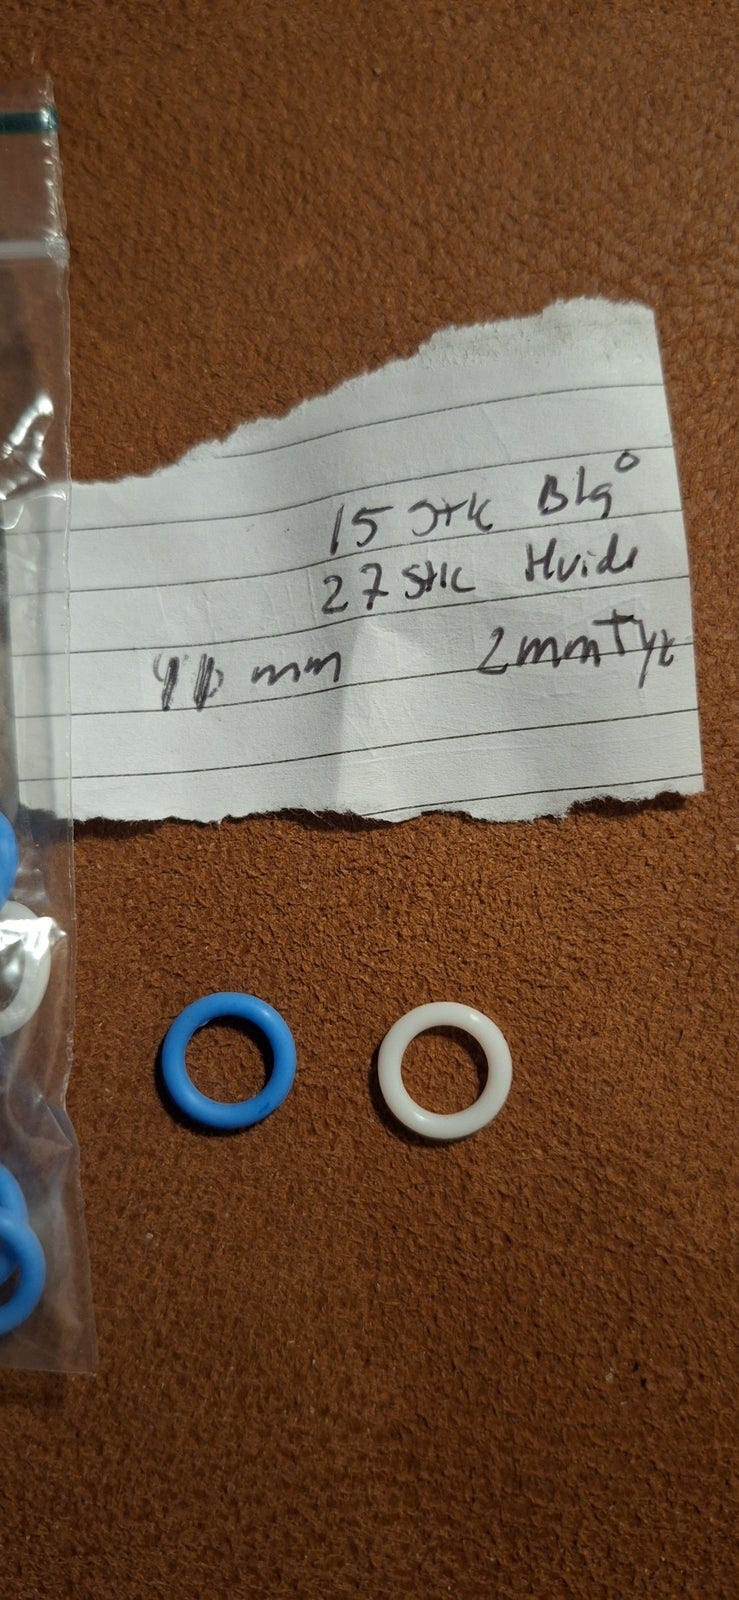 15 stk Blå
27 stk Hvide
mm 2mm Tyk